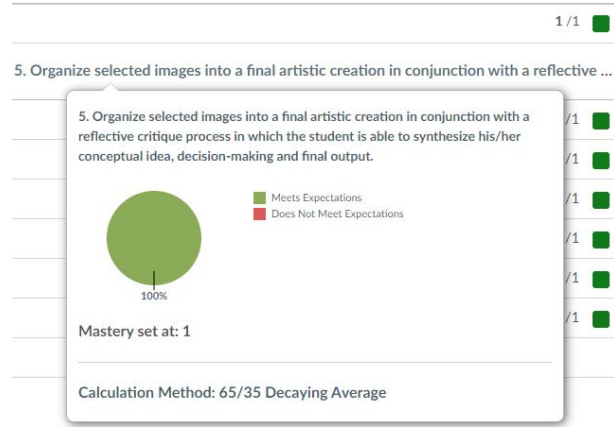 1 /1
5. Organize selected images into a final artistic creation in conjunction with a reflective ...
5. Organize selected images into a final artistic creation in conjunction with a
reflective critique process in which the student is able to synthesize his/her
conceptual idea, decision-making and final output.
/1
/1
/1
/1
/1
/1
Meets Expectations
Does Not Meet Expectations
100%
Mastery set at: 1
Calculation Method: 65/35 Decaying Average